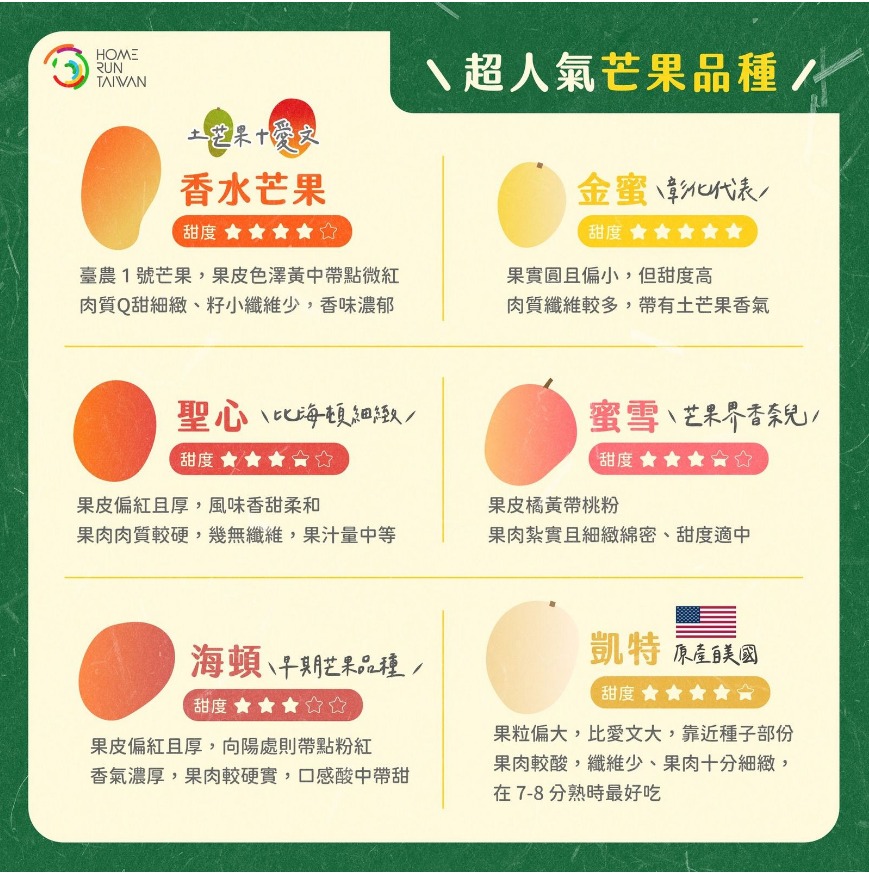 HOME
RUN
TAIWAN
超人氣芒果品種
土芒果+愛文
香水芒果
甜度
臺農1號芒果，果皮色澤黃中帶點微紅
肉質Q甜細緻、籽小纖維少，香味濃郁
金蜜 彰化代表
甜度
果實圓且偏小，但甜度高
肉質纖維較多，帶有土芒果香氣
聖心 比海頓細緻
甜度
果皮偏紅且厚，風味香甜柔和
果肉肉質較硬，幾無纖維，果汁量中等
蜜雪 芒果界香奈兒
甜度
果皮橘黃帶桃粉
果肉紮實且細緻綿密、甜度適中
海頓 早期芒果品種
甜度
果皮偏紅且厚，向陽處則帶點粉紅
香氣濃厚，果肉較硬實，口感酸中帶甜
凱特 原產自美國
甜度
果粒偏大，比愛文大，靠近種子部份
果肉較酸，纖維少、果肉十分細緻，
在 7-8 分熟時最好吃